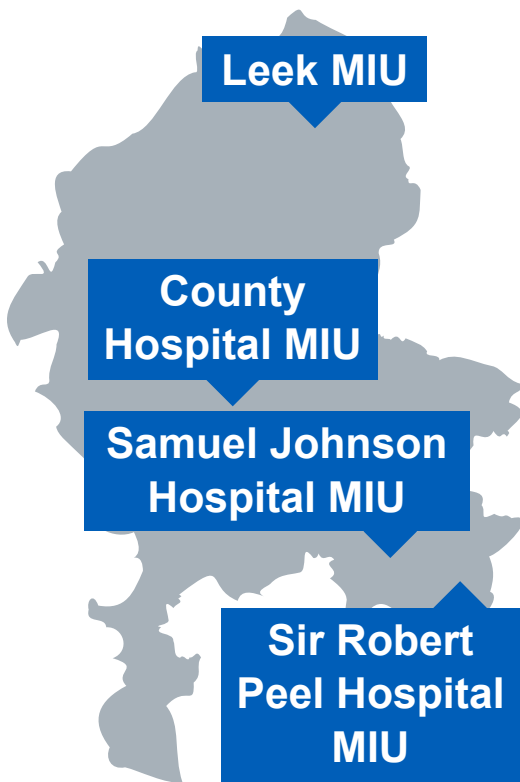 Leek MIU
County
Hospital MIU
Samuel Johnson
Hospital MIU
Sir Robert
Peel Hospital
MIU